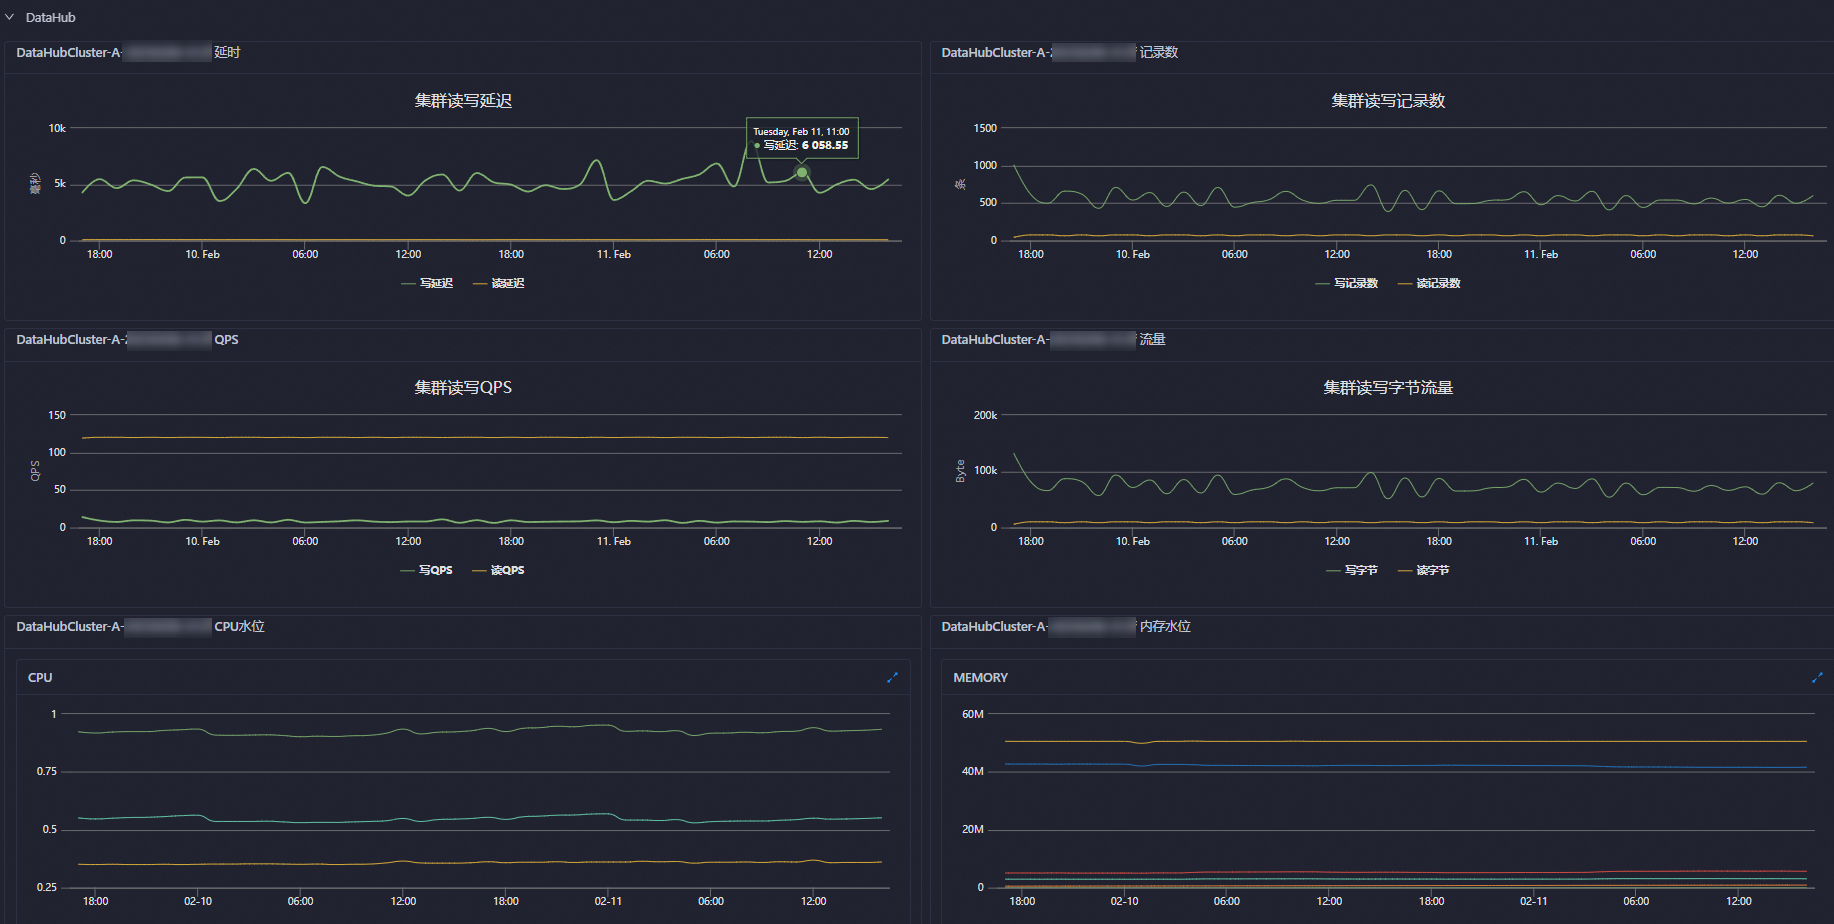 DataHub
DataHubCluster-A- 延时
集群读写延迟
10k
5k
0
毫秒
Tuesday, Feb 11, 11:00
写延迟: 6 058.55
18:00 10. Feb 06:00 12:00 18:00 11. Feb 06:00 12:00
写延迟 读延迟
DataHubCluster-A- 记录数
集群读写记录数
1500
1000
500
0
条
18:00 10. Feb 06:00 12:00 18:00 11. Feb 06:00 12:00
写记录数 读记录数
DataHubCluster-A- QPS
集群读写QPS
150
100
50
0
QPS
18:00 10. Feb 06:00 12:00 18:00 11. Feb 06:00 12:00
写QPS 读QPS
DataHubCluster-A- 流量
集群读写字节流量
200k
100k
0
Byte
18:00 10. Feb 06:00 12:00 18:00 11. Feb 06:00 12:00
写字节 读字节
DataHubCluster-A- CPU水位
CPU
1
0.75
0.5
0.25
18:00 02-10 06:00 12:00 18:00 02-11 06:00 12:00
DataHubCluster-A- 内存水位
MEMORY
60M
40M
20M
0
18:00 02-10 06:00 12:00 18:00 02-11 06:00 12:00